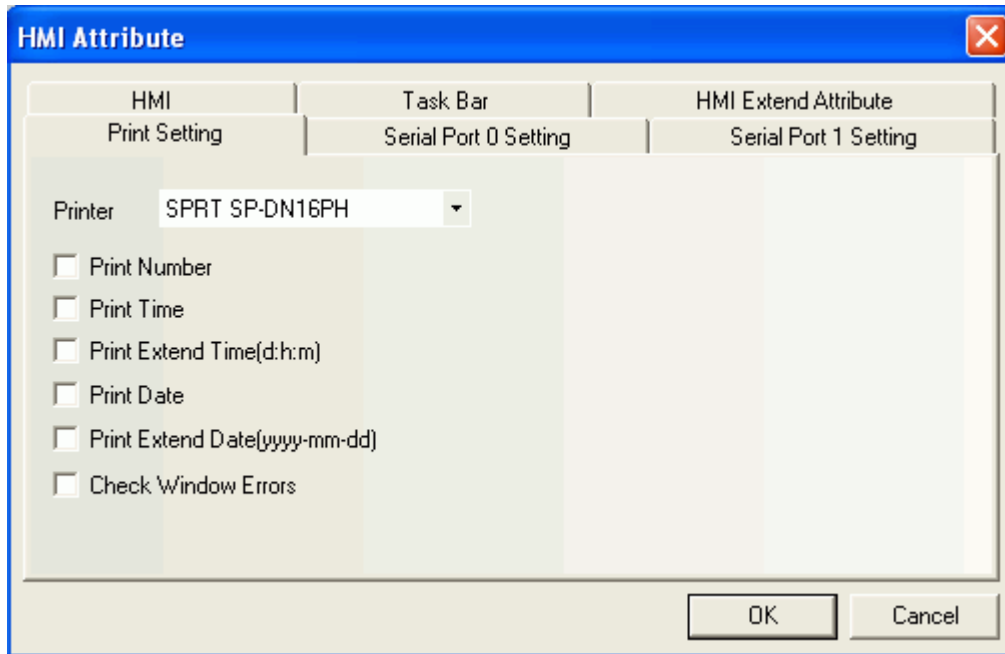 HMI Attribute
HMI Task Bar HMI Extend Attribute
Print Setting Serial Port 0 Setting Serial Port 1 Setting
Printer SPRT SP-DN16PH
Print Number
Print Time
Print Extend Time(d:h:m)
Print Date
Print Extend Date(yyyy-mm-dd)
Check Window Errors
OK Cancel